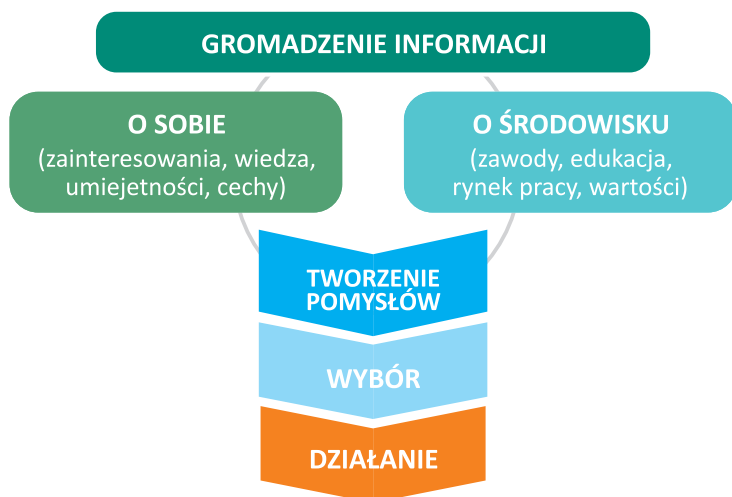 GROMADZENIE INFORMACJI
O SOBIE
(zainteresowania, wiedza,
umiejetności, cechy)
O ŚRODOWISKU
(zawody, edukacja,
rynek pracy, wartości)
TWORZENIE
POMYSŁÓW
WYBÓR
DZIAŁANIE